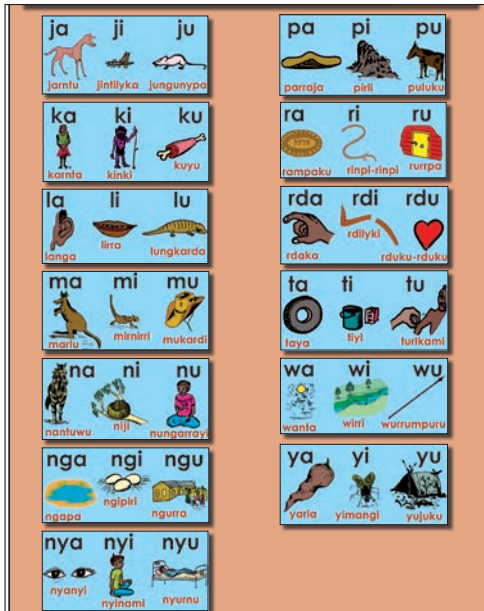 ja ji ju
jarntu jintilyka jungunypa
ka ki ku
karnta kinki kuyu
la li lu
langa lirra lungkarda
ma mi mu
marlu mirnirri mukardi
na ni nu
nantuwu niji nungarrayi
nga ngi ngu
ngapa ngipiri ngurra
nya nyi nyu
nyanyi nyinami nyurnu
pa pi pu
parraja pirli puluku
ra ri ru
rampaku rinpi-rinpi rurrpa
rda rdi rdu
rdaka rdilyki rduku-rduku
ta ti tu
taya tiyi turlkami
wa wi wu
wanta wirri wurrumpuru
ya yi yu
yarla yimangi yujuku